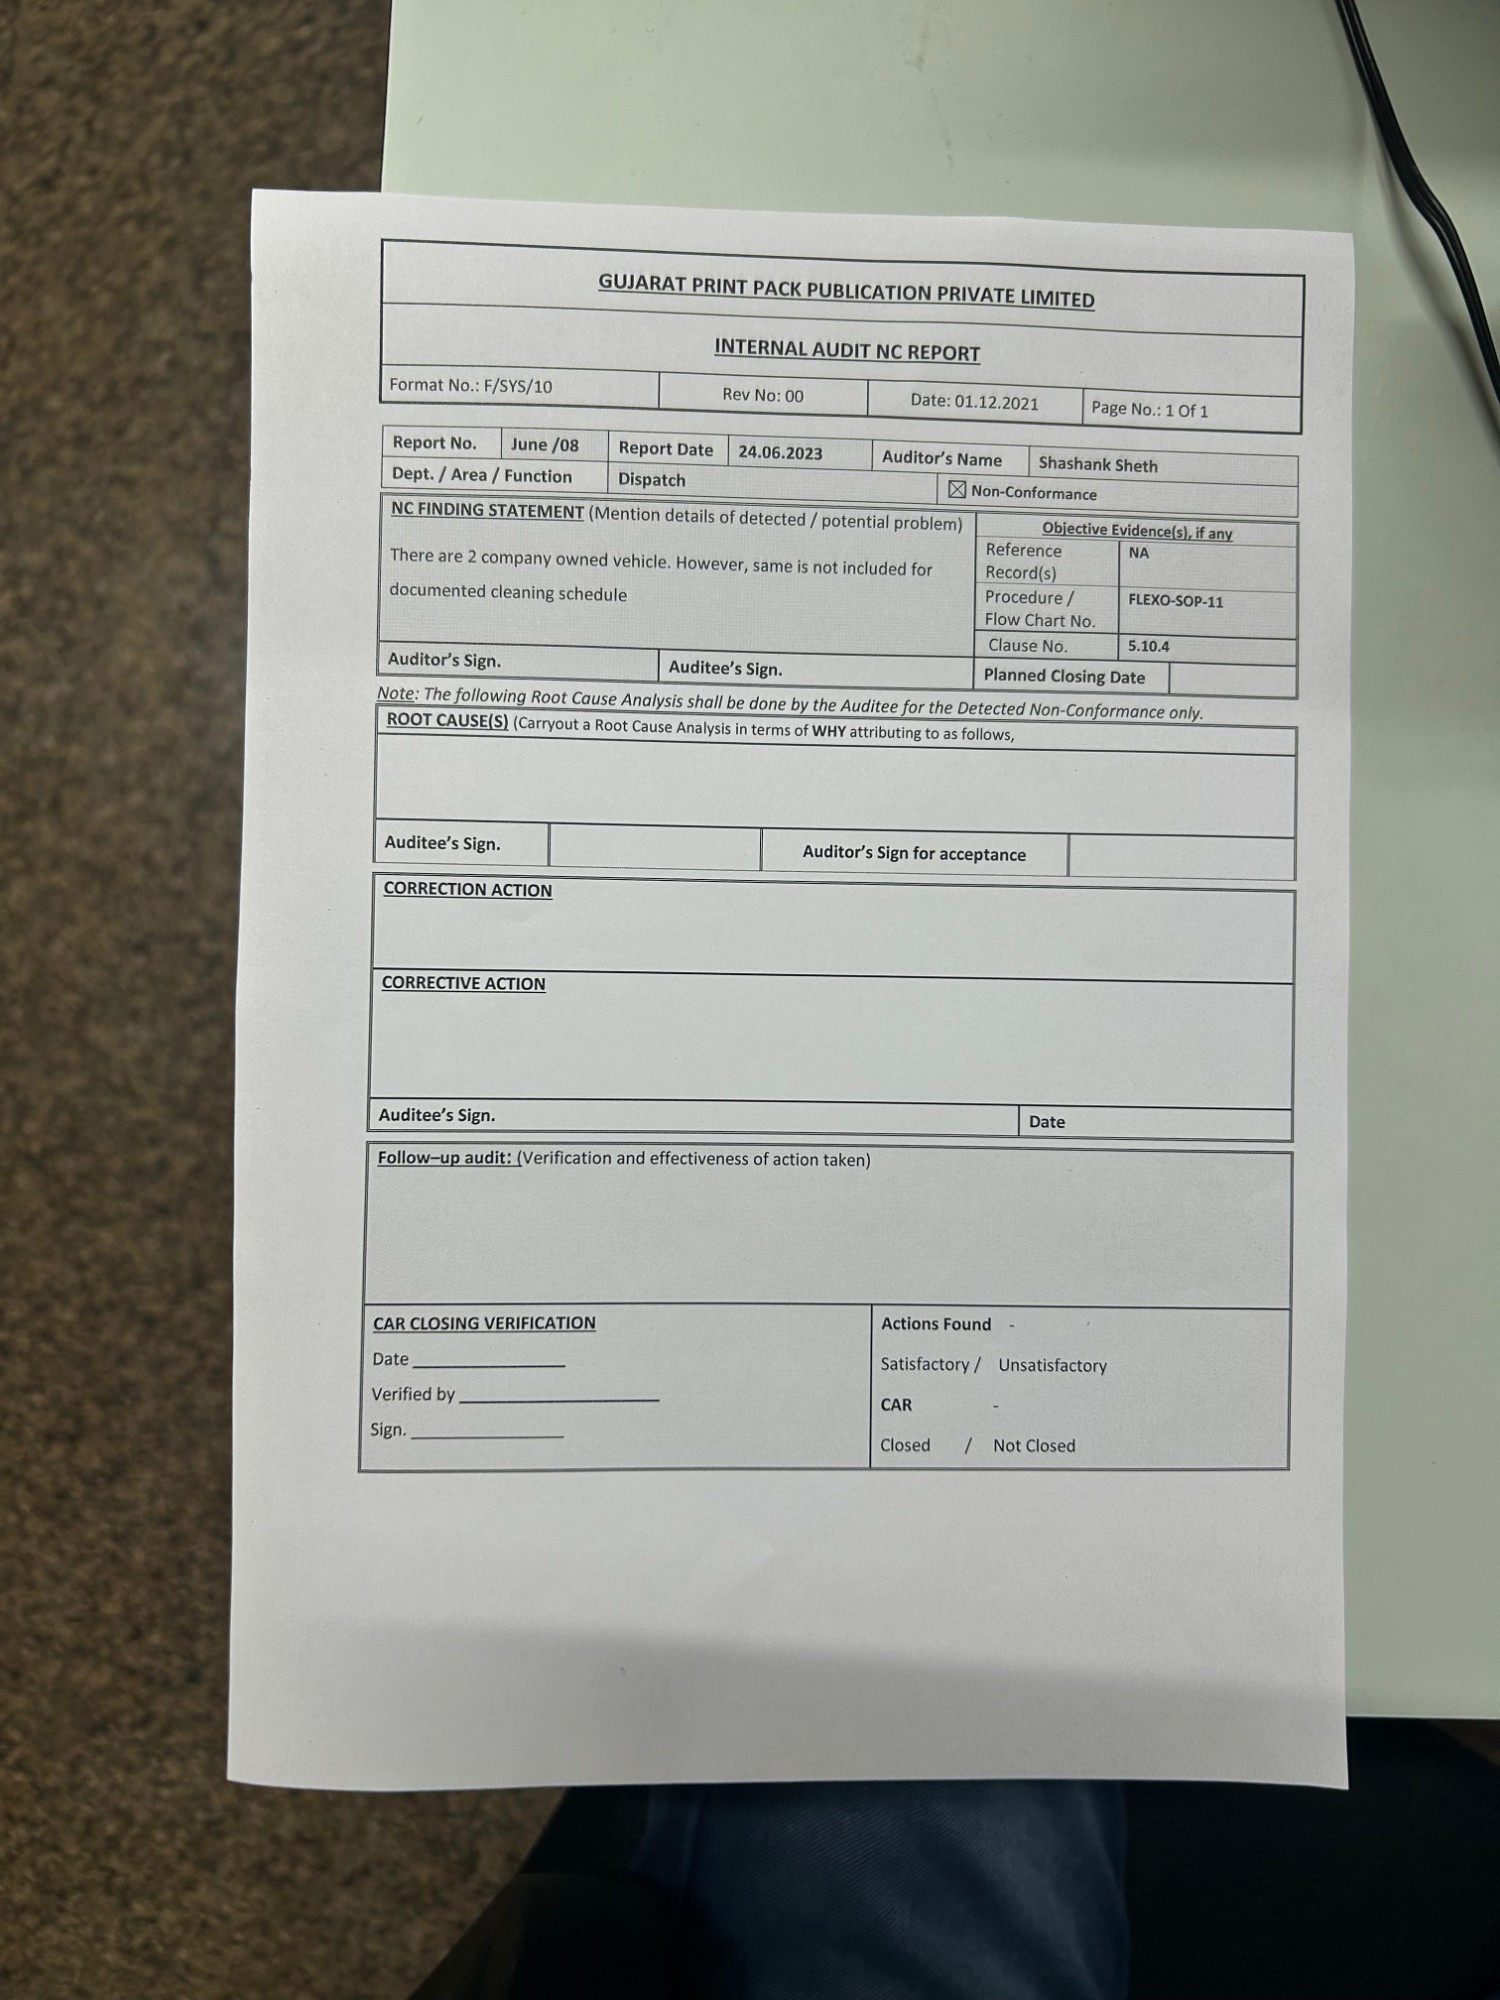 GUJARAT PRINT PACK PUBLICATION PRIVATE LIMITED
INTERNAL AUDIT NC REPORT
Format No.: F/SYS/10 Rev No: 00 Date: 01.12.2021 Page No.: 1 Of 1
Report No. June /08 Report Date 24.06.2023 Auditor's Name Shashank Sheth
Dept. / Area / Function Dispatch ☒ Non-Conformance
NC FINDING STATEMENT (Mention details of detected / potential problem)
There are 2 company owned vehicle. However, same is not included for
documented cleaning schedule
Objective Evidence(s), if any
Reference NA
Record(s)
Procedure / FLEXO-SOP-11
Flow Chart No.
Clause No. 5.10.4
Auditor's Sign. Auditee's Sign. Planned Closing Date
Note: The following Root Cause Analysis shall be done by the Auditee for the Detected Non-Conformance only.
ROOT CAUSE(S) (Carryout a Root Cause Analysis in terms of WHY attributing to as follows,
Auditee's Sign. Auditor's Sign for acceptance
CORRECTION ACTION
CORRECTIVE ACTION
Auditee's Sign. Date
Follow–up audit: (Verification and effectiveness of action taken)
CAR CLOSING VERIFICATION
Date
Verified by
Sign.
Actions Found -
Satisfactory / Unsatisfactory
CAR -
Closed / Not Closed